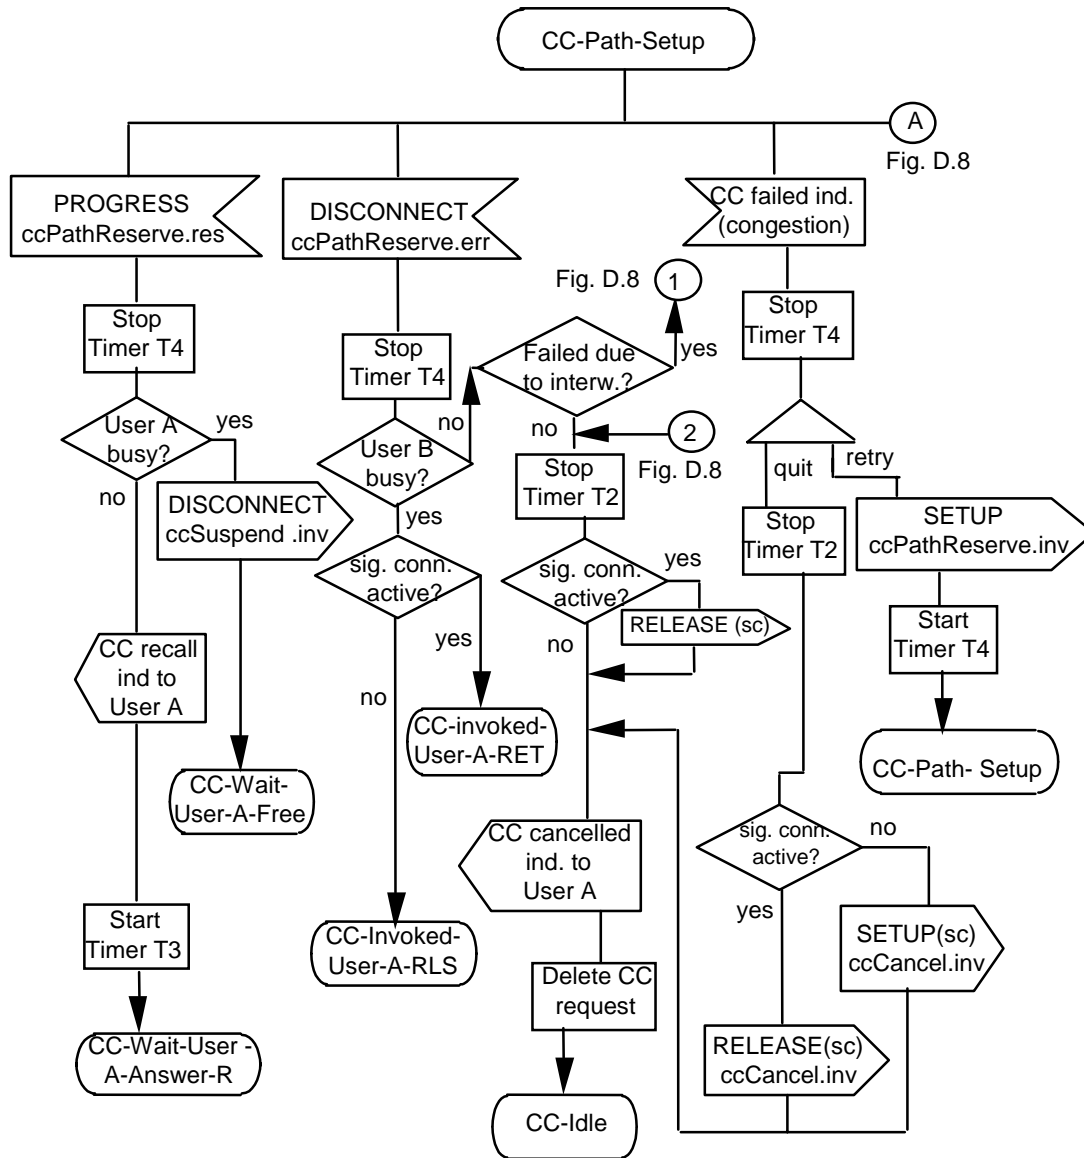 CC-Path-Setup
A
Fig. D.8
PROGRESS
ccPathReserve.res
DISCONNECT
ccPathReserve.err
CC failed ind.
(congestion)
Fig. D.8
1
Stop
Timer T4
Stop
Timer T4
Failed due
to interw.?
yes
Stop
Timer T4
User A
busy?
yes
no
User B
busy?
no
no
2
Fig. D.8
quit
retry
DISCONNECT
ccSuspend .inv
yes
Stop
Timer T2
Stop
Timer T2
SETUP
ccPathReserve.inv
sig. conn.
active?
yes
no
sig. conn.
active?
yes
no
RELEASE (sc)
Start
Timer T4
CC recall
ind to
User A
CC-invoked-
User-A-RET
CC-Path- Setup
CC-Wait-
User-A-Free
CC cancelled
ind. to
User A
sig. conn.
active?
no
yes
Start
Timer T3
CC-Invoked-
User-A-RLS
SETUP(sc)
ccCancel.inv
Delete CC
request
CC-Wait-User -
A-Answer-R
RELEASE(sc)
ccCancel.inv
CC-Idle